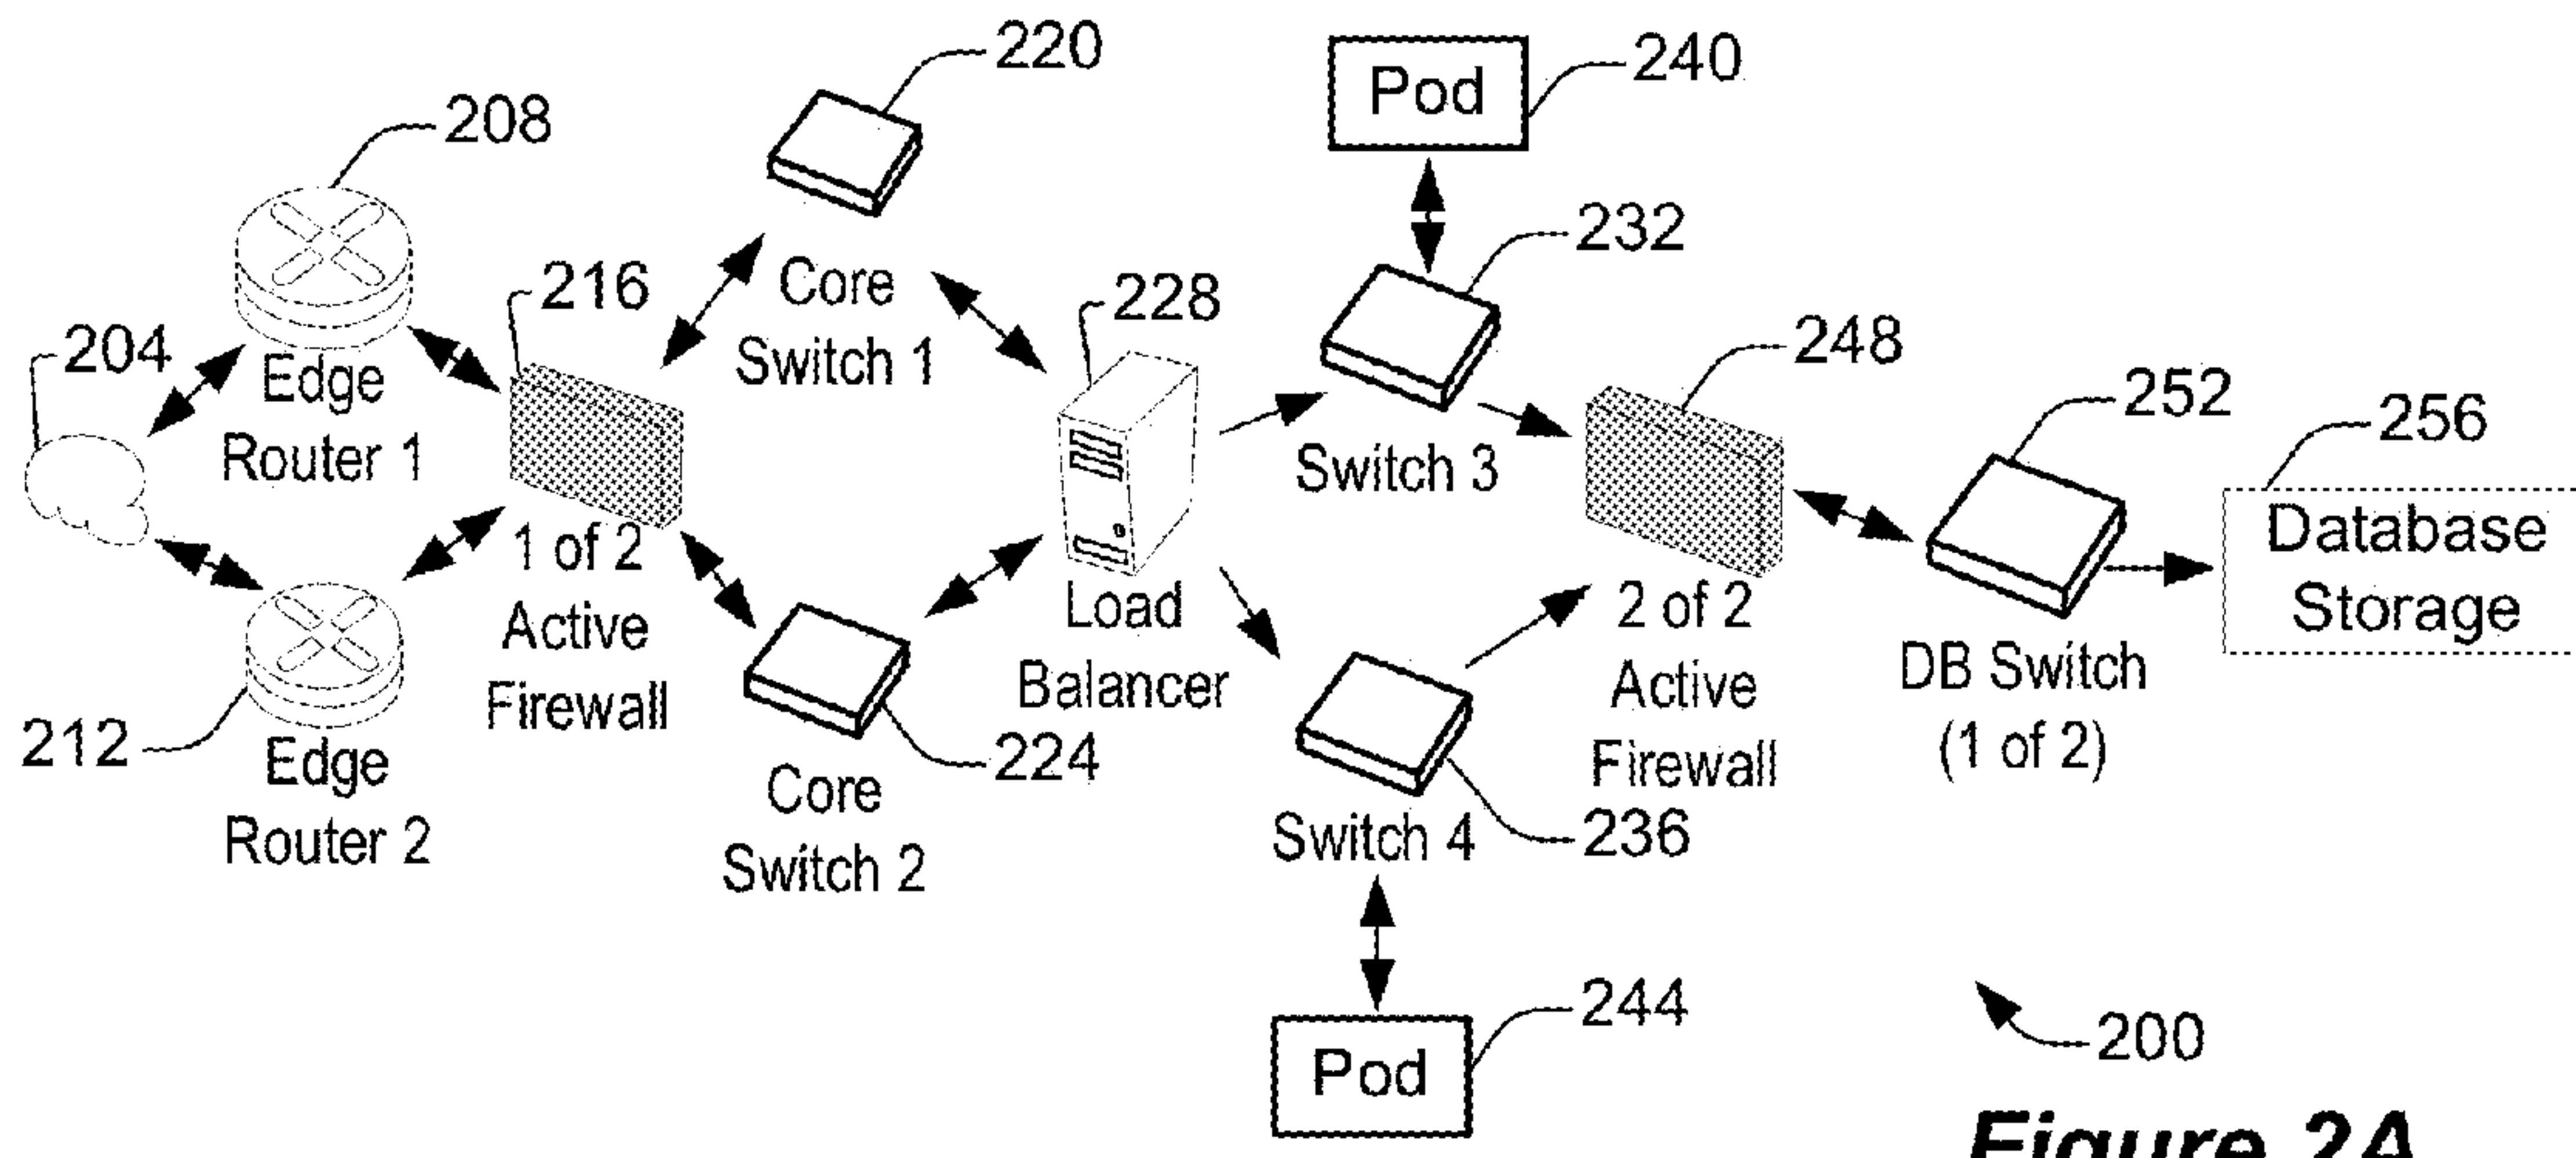 220
Pod
240
208
232
216
Core
Switch 1
228
204
Edge
Router 1
248
252
256
Switch 3
Database
Storage
1 of 2
Active
Firewall
Load
Balancer
2 of 2
Active
Firewall
DB Switch
(1 of 2)
212
Edge
Router 2
224
Core
Switch 2
Switch 4
236
244
Pod
200
Figure 2A